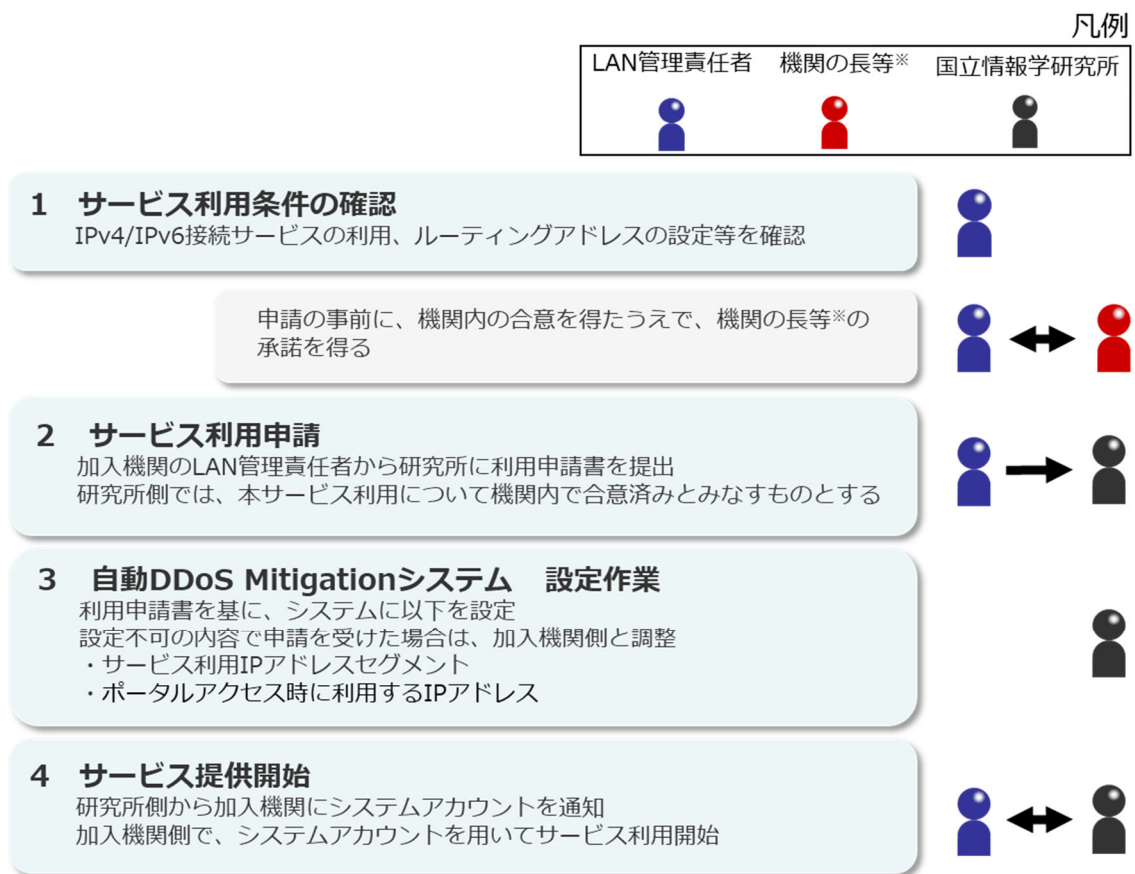 凡例
LAN管理責任者 機関の長等※ 国立情報学研究所
1 サービス利用条件の確認
IPv4/IPv6接続サービスの利用、ルーティングアドレスの設定等を確認
申請の事前に、機関内の合意を得たうえで、機関の長等※の
承諾を得る
2 サービス利用申請
加入機関のLAN管理責任者から研究所に利用申請書を提出
研究所側では、本サービス利用について機関内で合意済みとみなすものとする
3 自動DDoS Mitigationシステム 設定作業
利用申請書を基に、システムに以下を設定
設定不可の内容で申請を受けた場合は、加入機関側と調整
・サービス利用IPアドレスセグメント
・ポータルアクセス時に利用するIPアドレス
4 サービス提供開始
研究所側から加入機関にシステムアカウントを通知
加入機関側で、システムアカウントを用いてサービス利用開始